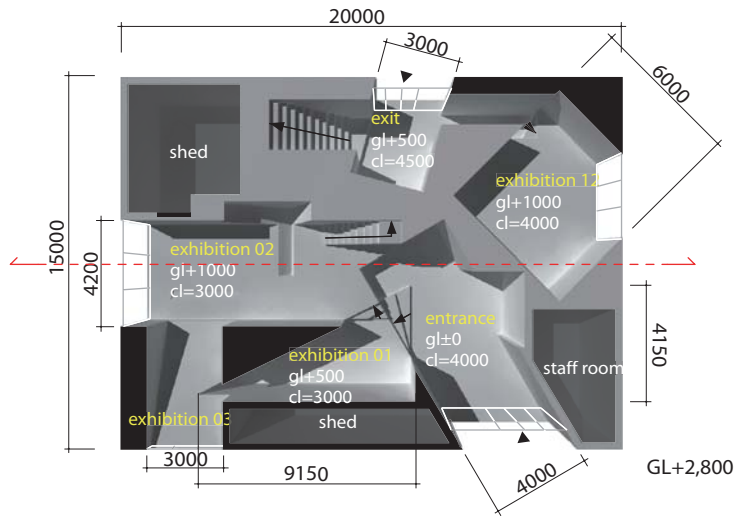 20000
3000
6000
exit
gl+500
cl=4500
shed
exhibition 12
gl+1000
cl=4000
15000
4200
exhibition 02
gl+1000
cl=3000
entrance
gl±0
cl=4000
4150
exhibition 01
gl+500
cl=3000
staff room
exhibition 03
shed
3000
9150
4000
GL+2,800